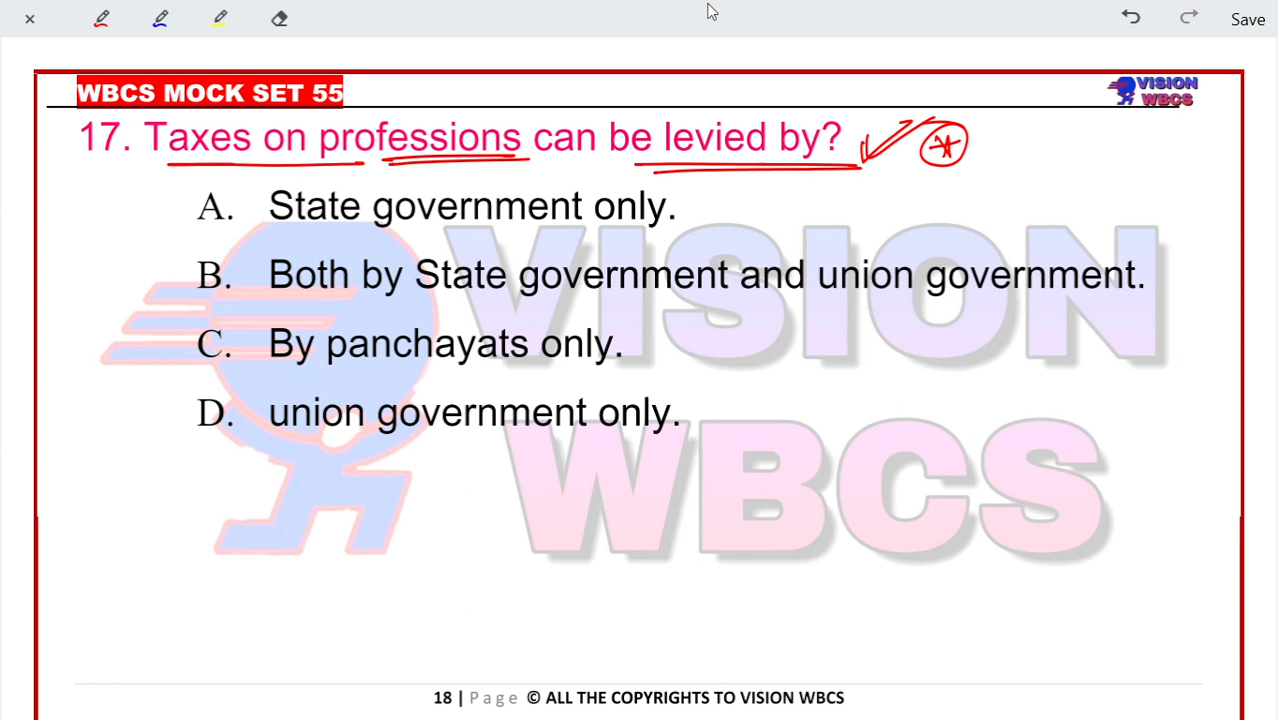 Save
WBCS MOCK SET 55
VISION
WBCS
17. Taxes on professions can be levied by?
A. State government only.
B. Both by State government and union government.
C. By panchayats only.
D. union government only.
VISION
WBCS
18 | Page © ALL THE COPYRIGHTS TO VISION WBCS